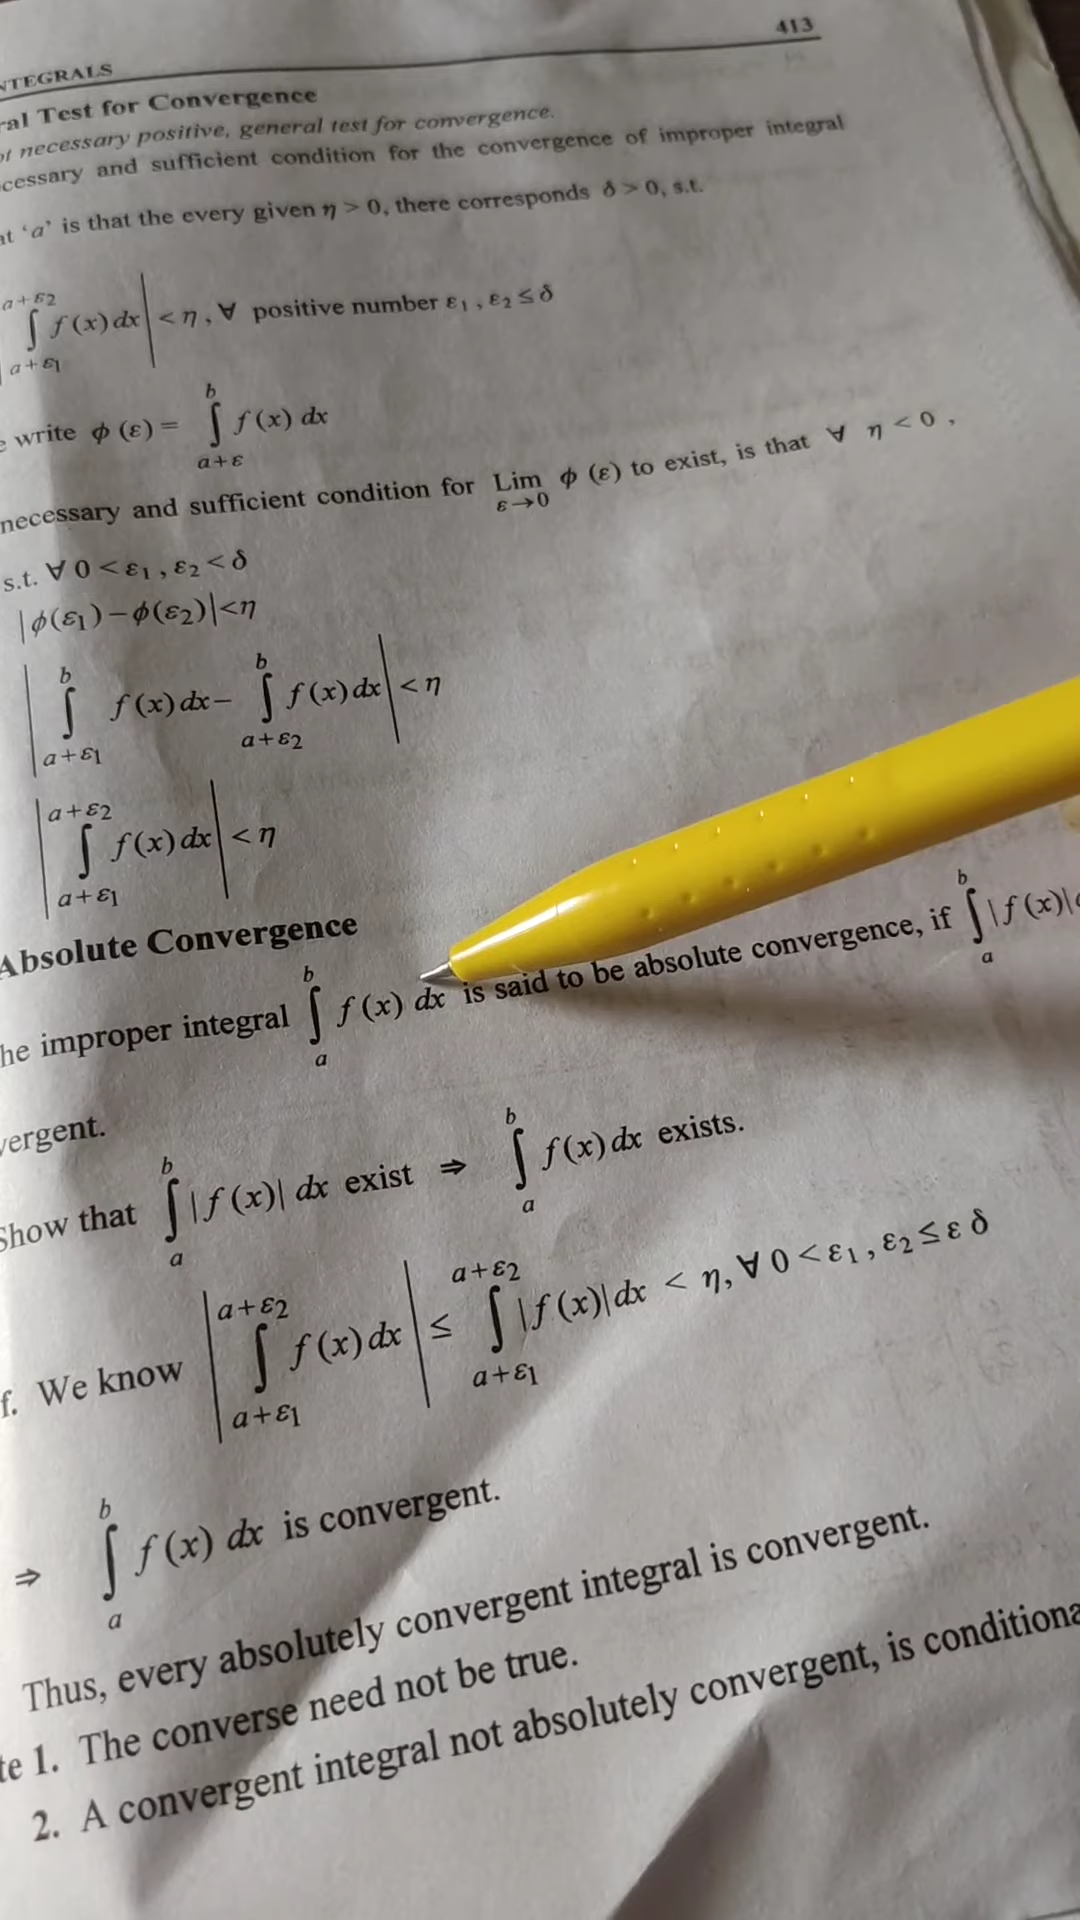 413
INTEGRALS
Test for Convergence
necessary positive, general test for convergence.
and sufficient condition for the convergence of improper integral
at ‘a’ is that the every given η > 0, there corresponds δ > 0, s.t.
| ∫_{a+ε1}^{a+ε2} f (x) dx | < η , ∀ positive number ε1 , ε2 ≤ δ
write ϕ (ε) = ∫_{a+ε}^{b} f (x) dx
necessary and sufficient condition for Lim_{ε→0} ϕ (ε) to exist, is that ∀ η < 0 ,
s.t. ∀ 0 < ε1 , ε2 < δ
|ϕ(ε1) − ϕ(ε2)| < η
| ∫_{a+ε1}^{b} f (x) dx − ∫_{a+ε2}^{b} f (x) dx | < η
| ∫_{a+ε1}^{a+ε2} f (x) dx | < η
Absolute Convergence
he improper integral ∫_{a}^{b} f (x) dx is said to be absolute convergence, if ∫_{a}^{b} |f (x)|
vergent.
Show that ∫_{a}^{b} |f (x)| dx exist ⇒ ∫_{a}^{b} f (x) dx exists.
f. We know | ∫_{a+ε1}^{a+ε2} f (x) dx | ≤ ∫_{a+ε1}^{a+ε2} |f (x)| dx < η, ∀ 0 < ε1 , ε2 ≤ ε δ
⇒ ∫_{a}^{b} f (x) dx is convergent.
Thus, every absolutely convergent integral is convergent.
te 1. The converse need not be true.
2. A convergent integral not absolutely convergent, is conditiona